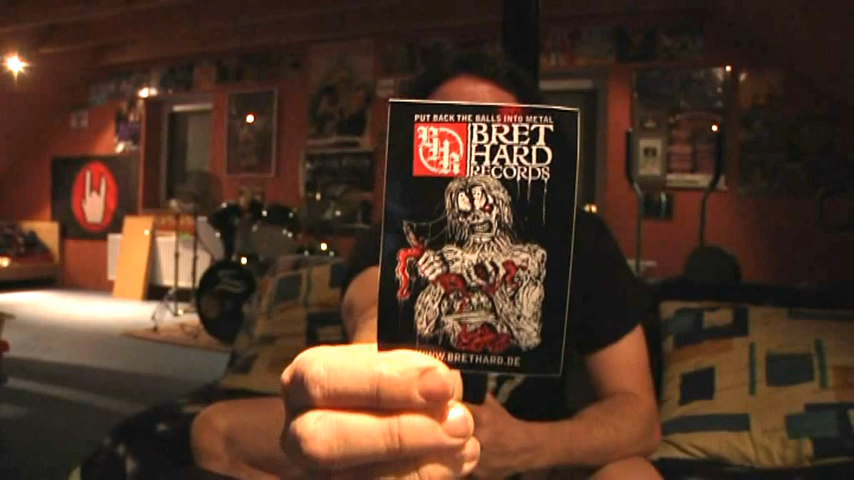 PUT BACK THE BALLS INTO METAL
BHR
BRET
HARD
RECORDS
WWW.BRETHARD.DE